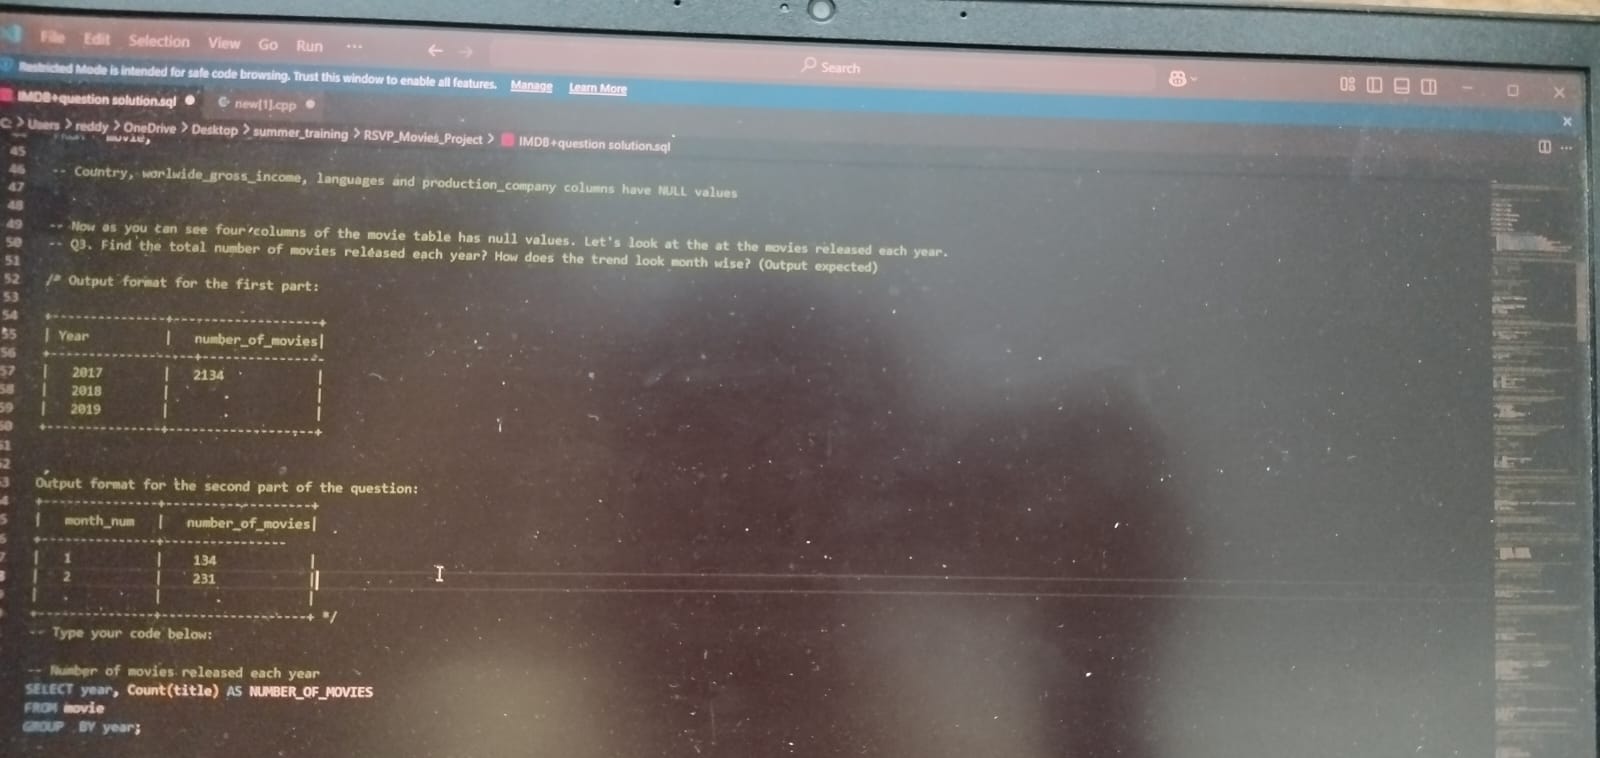 File Edit Selection View Go Run ... Search
Restricted Mode is intended for safe code browsing. Trust this window to enable all features. Manage Learn More
IMDB+question solution.sql new[1].cpp
C: > Users > reddy > OneDrive > Desktop > summer_training > RSVP_Movies_Project > IMDB+question solution.sql
45 movie;
46
47 -- Country, worlwide_gross_income, languages and production_company columns have NULL values
48
49
50 -- Now as you can see four columns of the movie table has null values. Let's look at the at the movies released each year.
51 -- Q3. Find the total number of movies released each year? How does the trend look month wise? (Output expected)
52
53 /* Output format for the first part:
54
55 +---------------+-------------------+
| Year | number_of_movies|
56 +-------------------+----------------
57 | 2017 | 2134 |
58 | 2018 | . |
59 | 2019 | . |
+---------------+-------------------+
Output format for the second part of the question:
+---------------+-------------------+
| month_num | number_of_movies|
+---------------+----------------
| 1 | 134 |
| 2 | 231 |
| . | . |
+---------------+-------------------+ */
-- Type your code below:
-- Number of movies released each year
SELECT year, Count(title) AS NUMBER_OF_MOVIES
FROM movie
GROUP BY year;